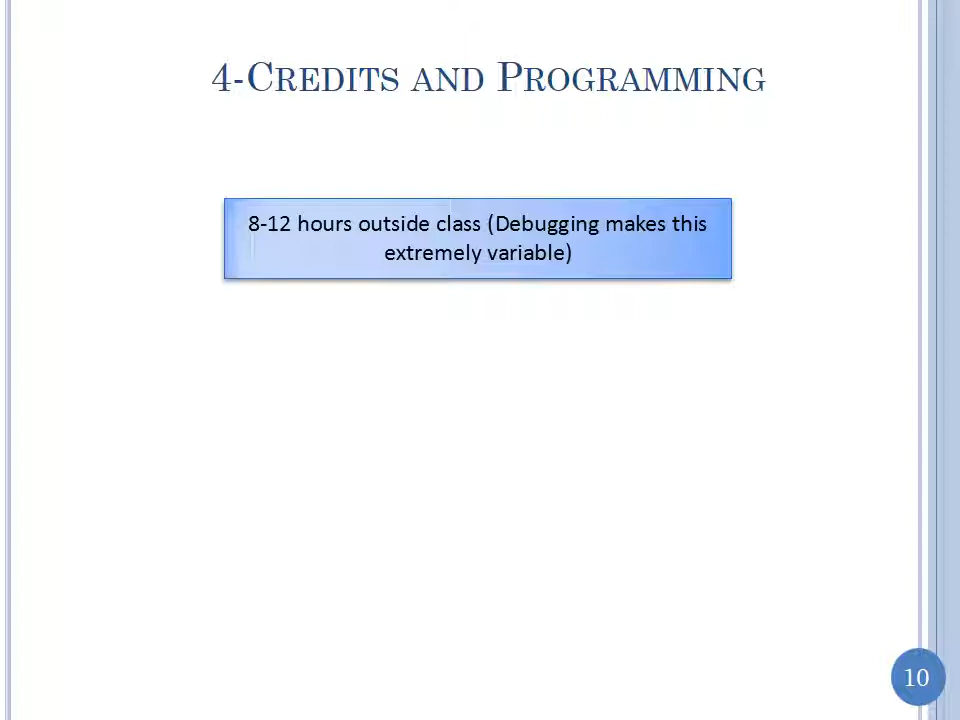 4-Credits and Programming
8-12 hours outside class (Debugging makes this
extremely variable)
10